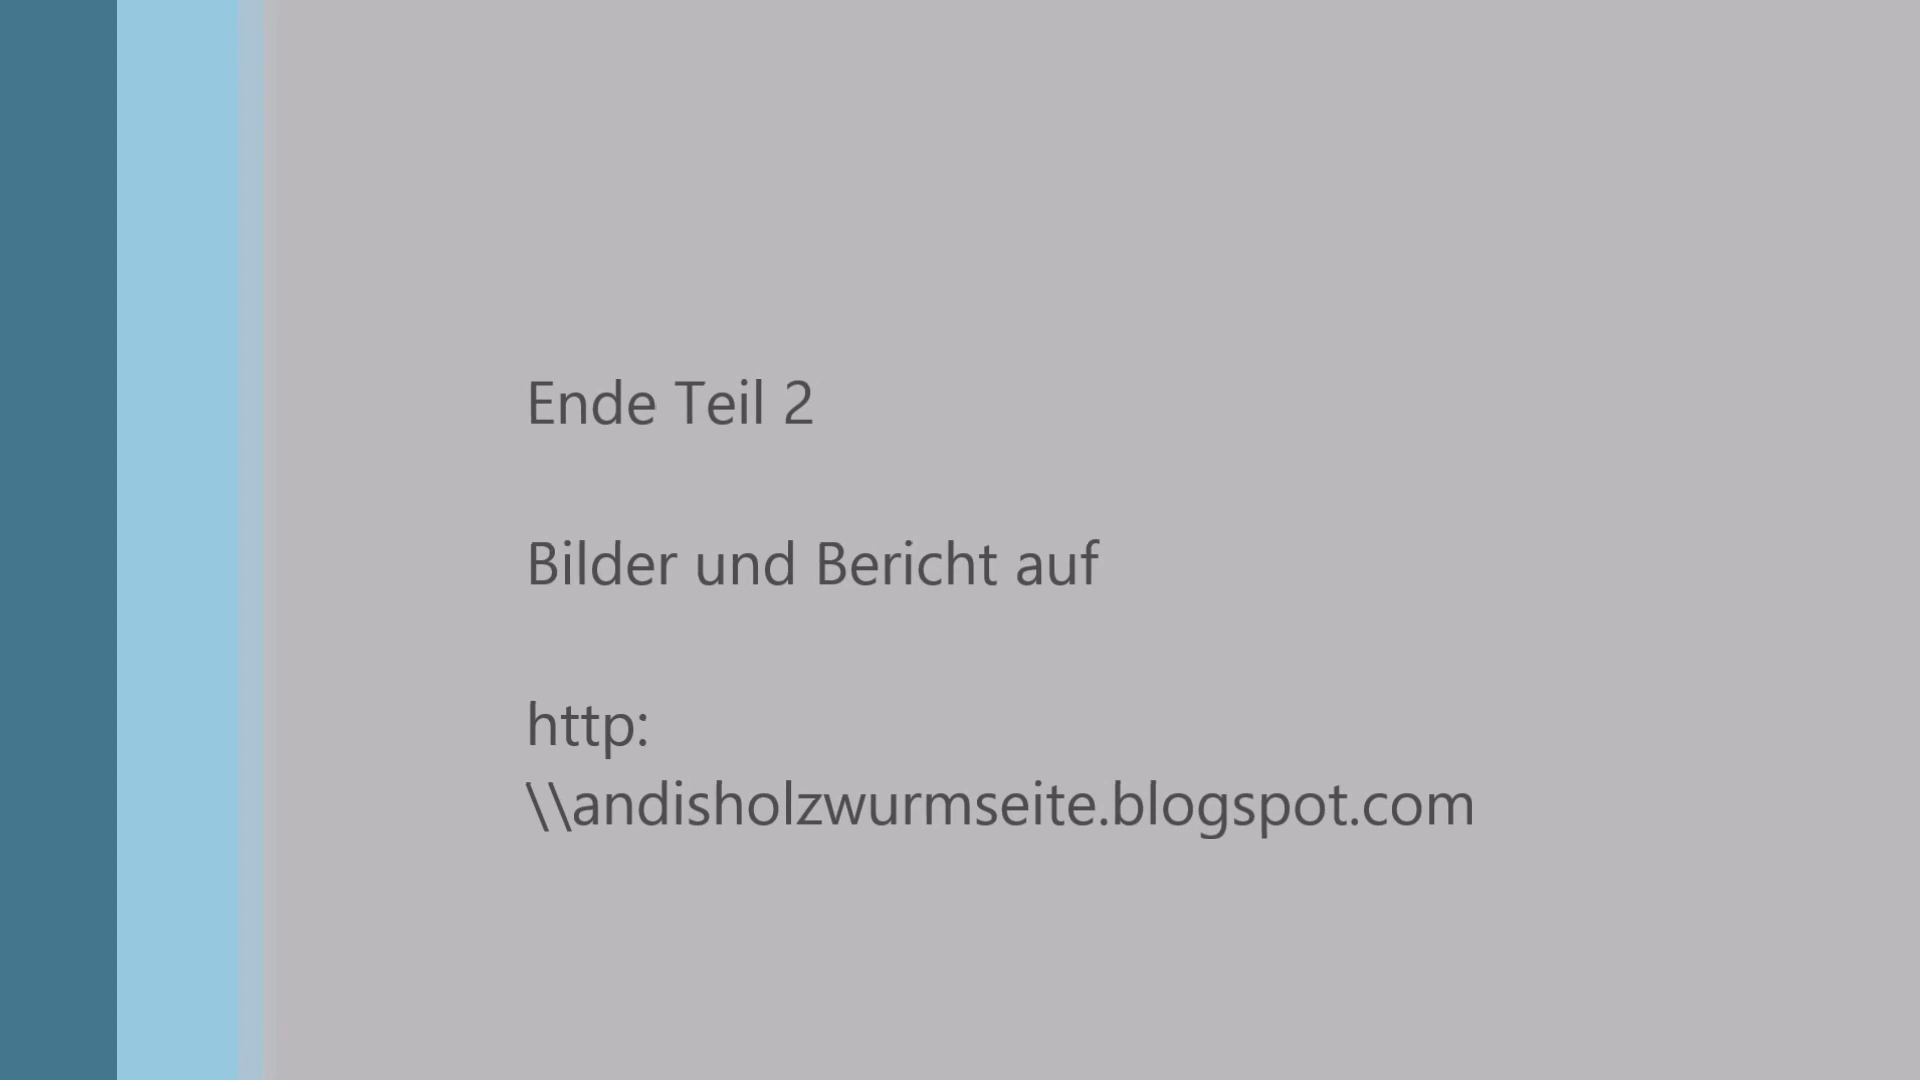 Ende Teil 2
Bilder und Bericht auf
http:
\\andisholzwurmseite.blogspot.com